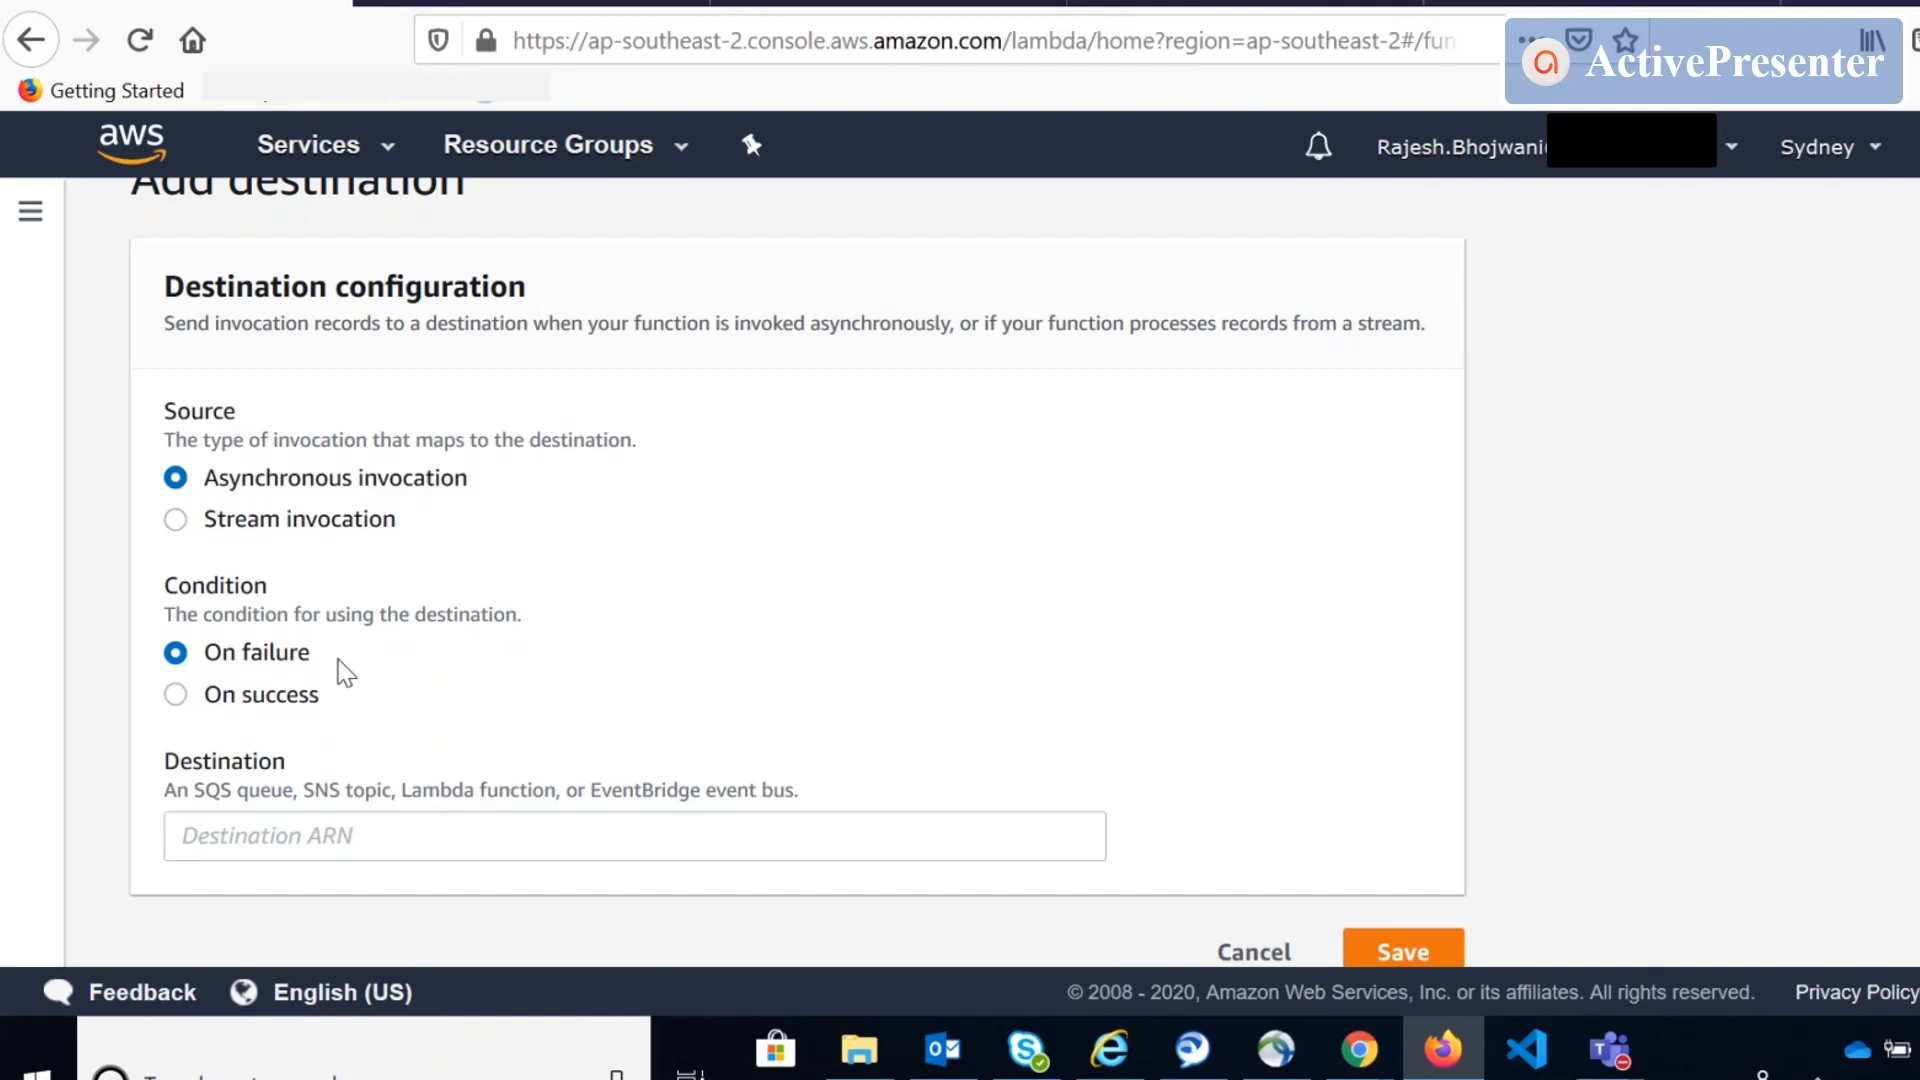 https://ap-southeast-2.console.aws.amazon.com/lambda/home?region=ap-southeast-2#/fun
ActivePresenter
Getting Started
aws
Services
Resource Groups
Rajesh.Bhojwani
Sydney
Add destination
Destination configuration
Send invocation records to a destination when your function is invoked asynchronously, or if your function processes records from a stream.
Source
The type of invocation that maps to the destination.
Asynchronous invocation
Stream invocation
Condition
The condition for using the destination.
On failure
On success
Destination
An SQS queue, SNS topic, Lambda function, or EventBridge event bus.
Destination ARN
Cancel
Save
Feedback
English (US)
© 2008 - 2020, Amazon Web Services, Inc. or its affiliates. All rights reserved.
Privacy Policy